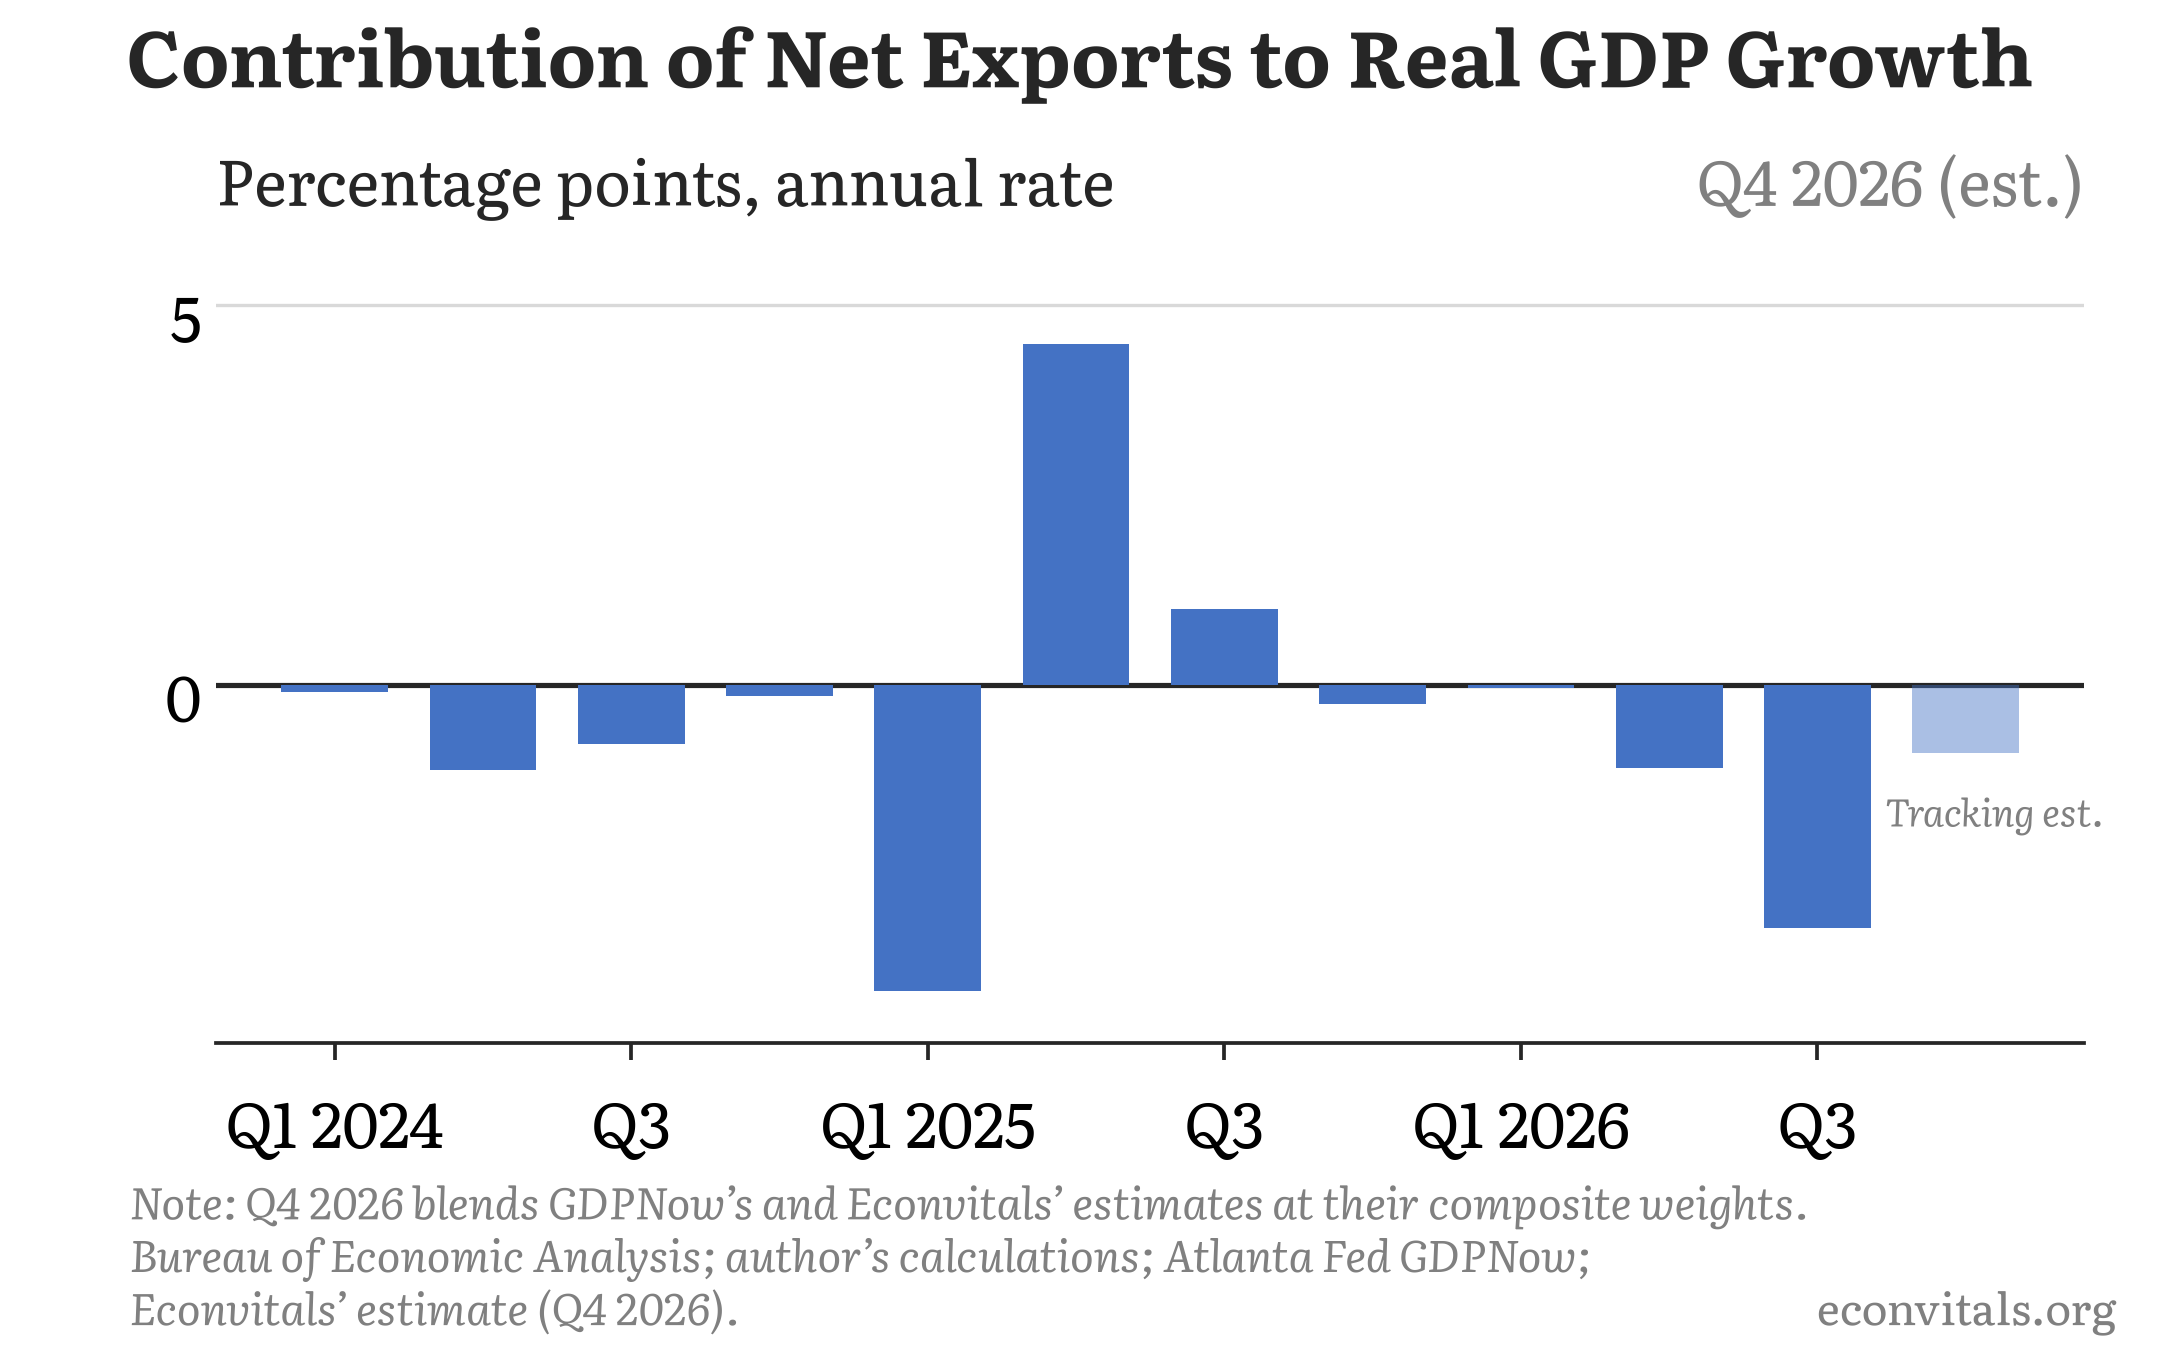 Contribution of Net Exports to Real GDP Growth
Percentage points, annual rate
Q4 2026 (est.)
5
0
Tracking est.
Q1 2024
Q3
Q1 2025
Q3
Q1 2026
Q3
Note: Q4 2026 blends GDPNow’s and Econvitals’ estimates at their composite weights.
Bureau of Economic Analysis; author’s calculations; Atlanta Fed GDPNow;
Econvitals’ estimate (Q4 2026).
econvitals.org